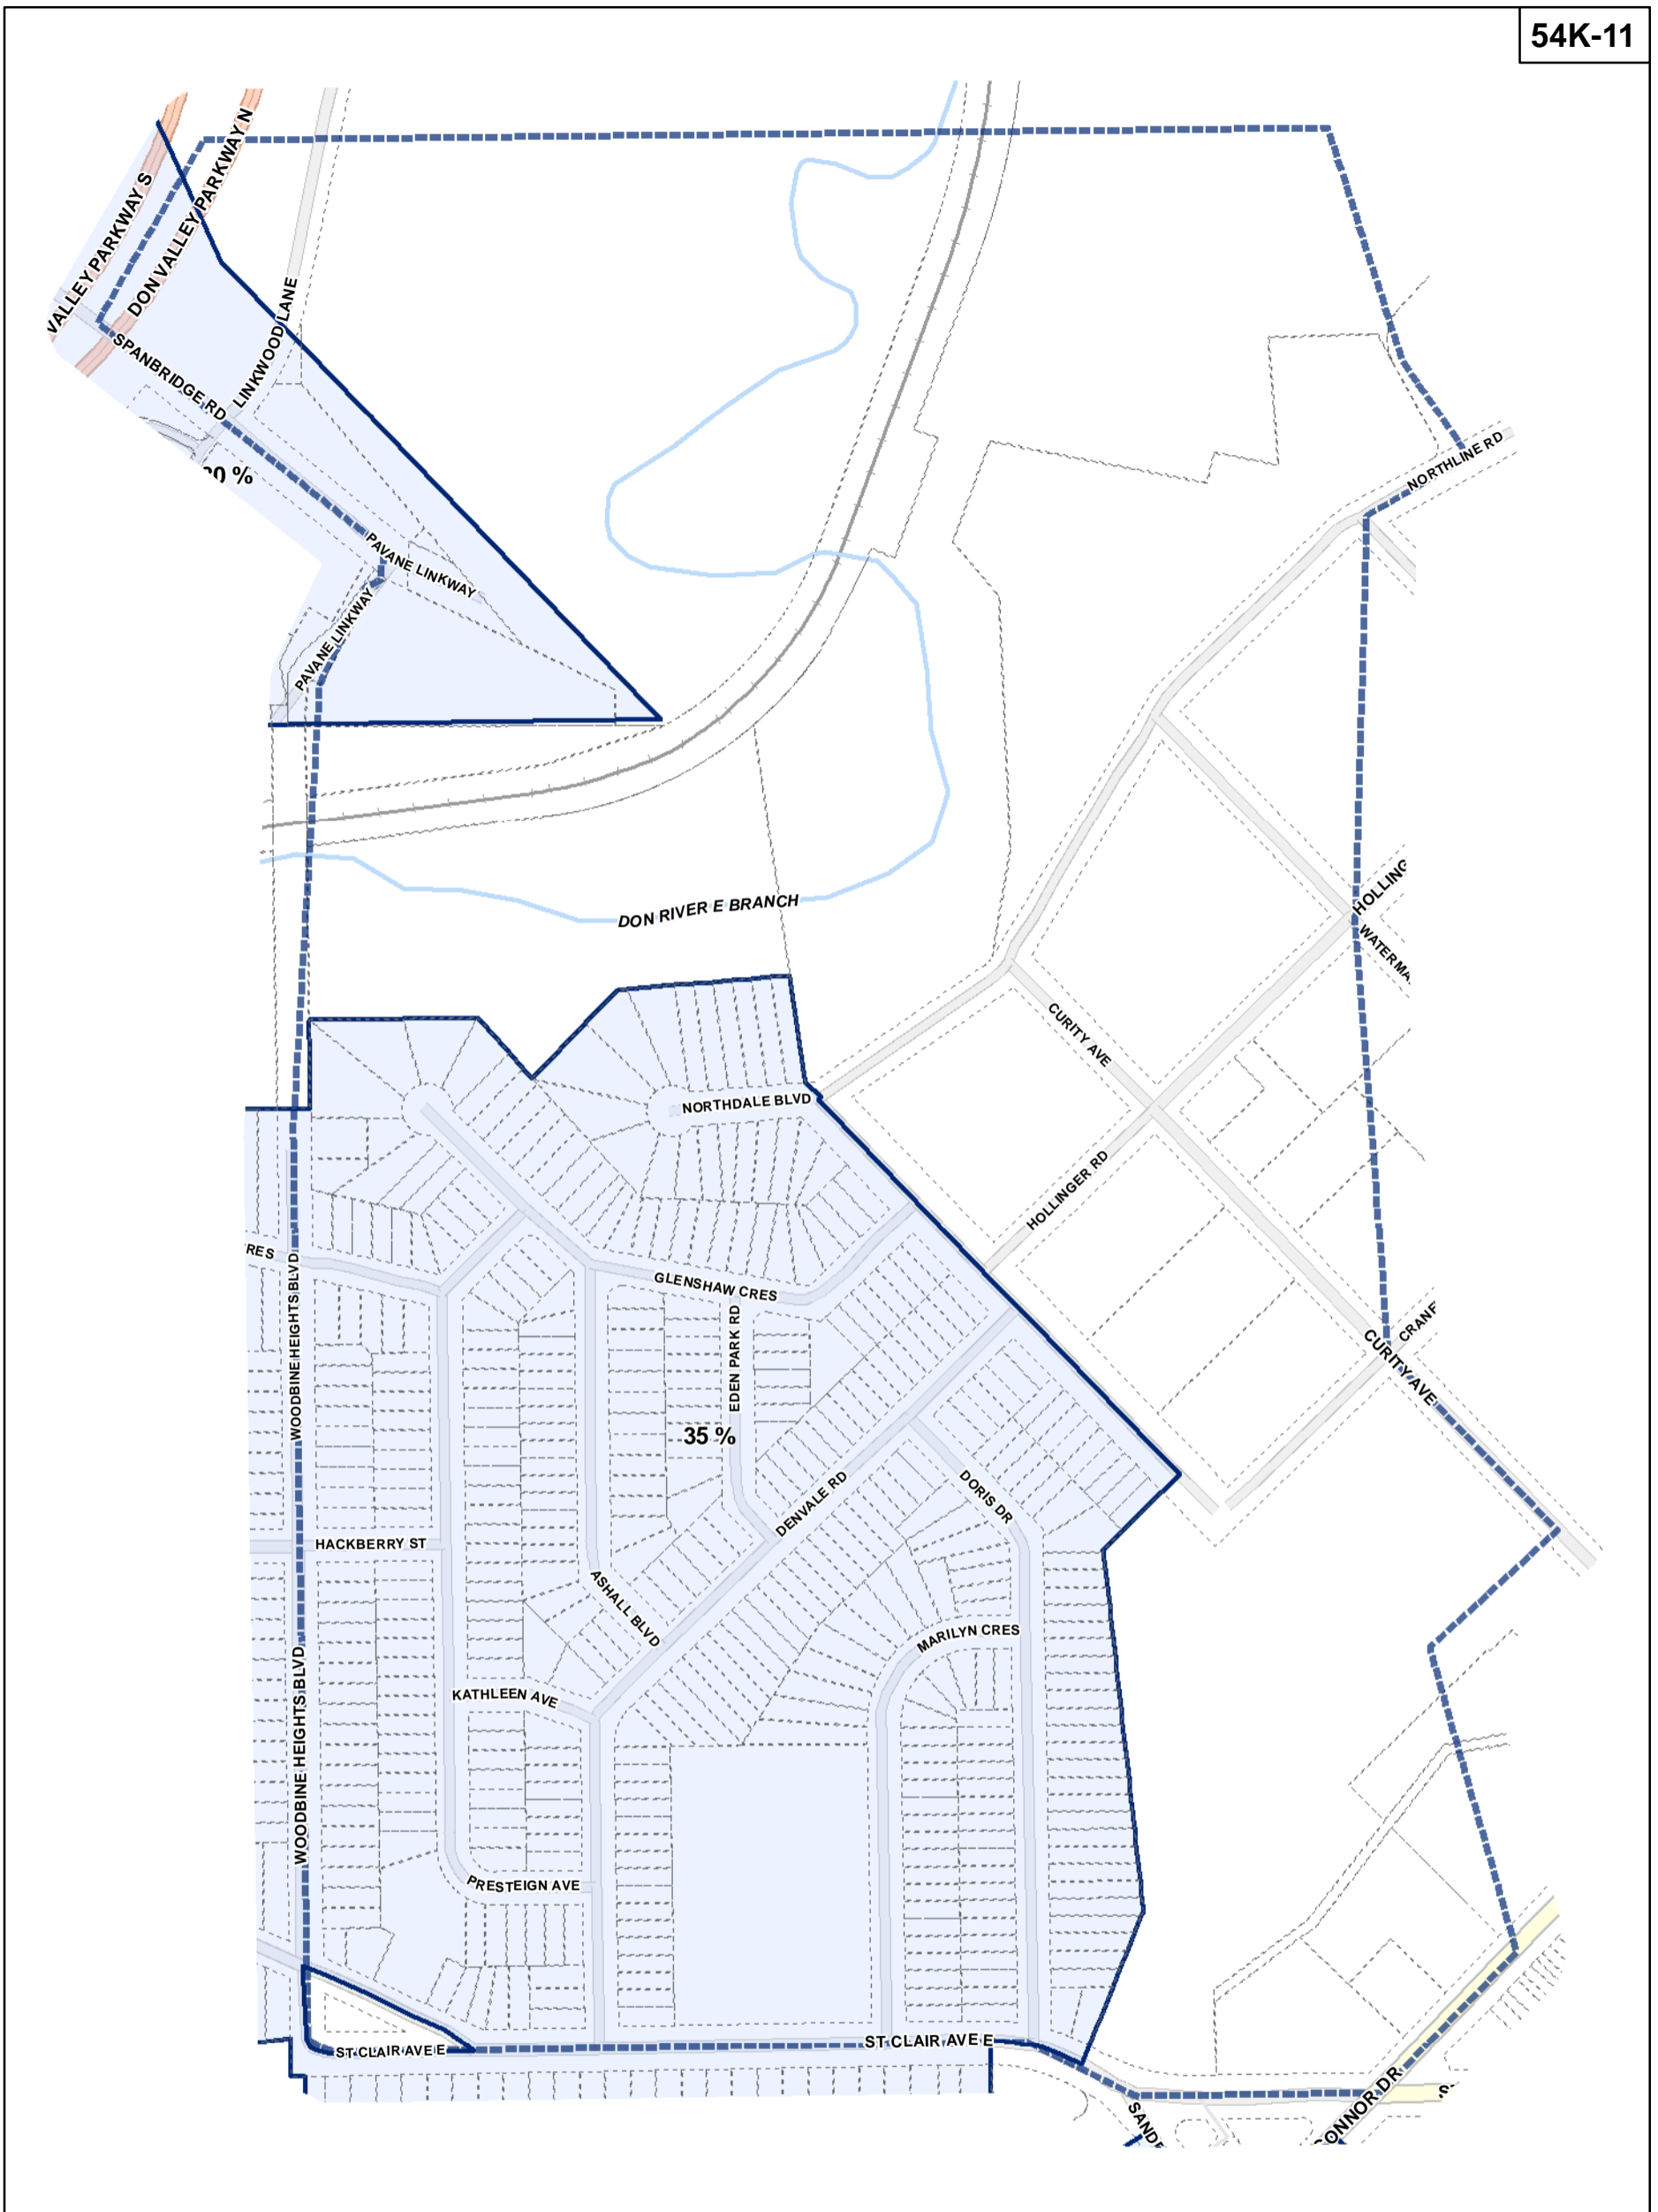 54K-11
DON VALLEY PARKWAY N
VALLEY PARKWAY S
LINKWOOD LANE
SPANBRIDGE RD
PAVANE LINKWAY
PAVANE LINKWAY
NORTHLINE RD
HOLLING
WATERMA
DON RIVER E BRANCH
CURITY AVE
NORTHDALE BLVD
HOLLINGER RD
RES
WOODBINE HEIGHTS BLVD
GLENSHAW CRES
EDEN PARK RD
CURITY AVE
35 %
DENVALE RD
DORIS DR
HACKBERRY ST
ASHALL BLVD
MARILYN CRES
WOODBINE HEIGHTS BLVD
KATHLEEN AVE
PRESTEIGN AVE
ST CLAIR AVE E
ST CLAIR AVE E
CONNOR DR